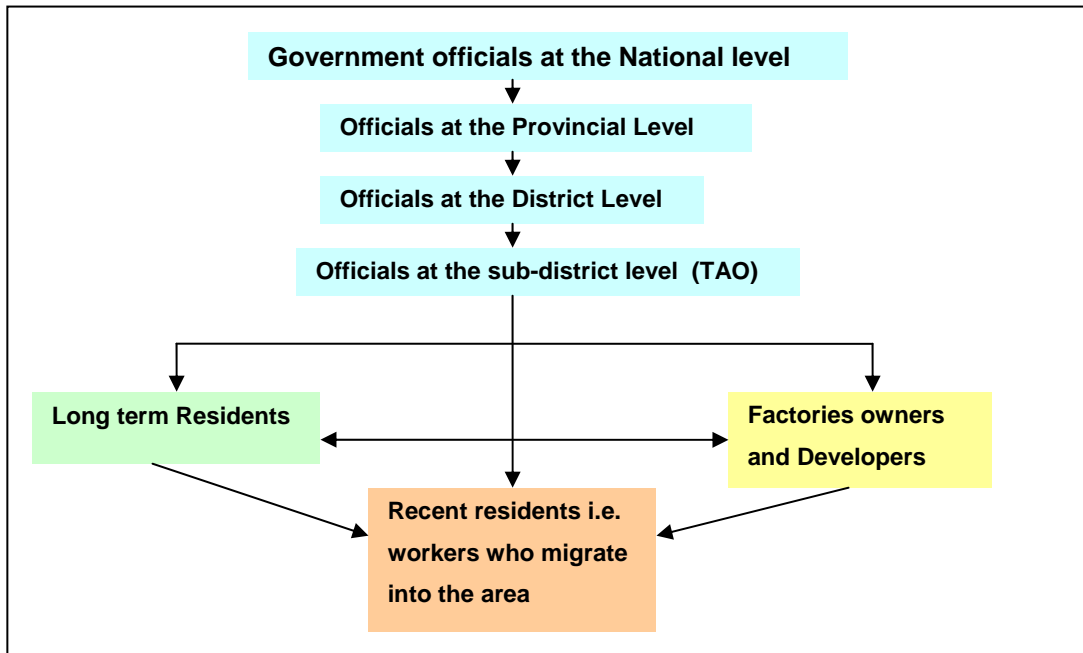 Government officials at the National level
Officials at the Provincial Level
Officials at the District Level
Officials at the sub-district level (TAO)
Long term Residents
Factories owners
and Developers
Recent residents i.e.
workers who migrate
into the area